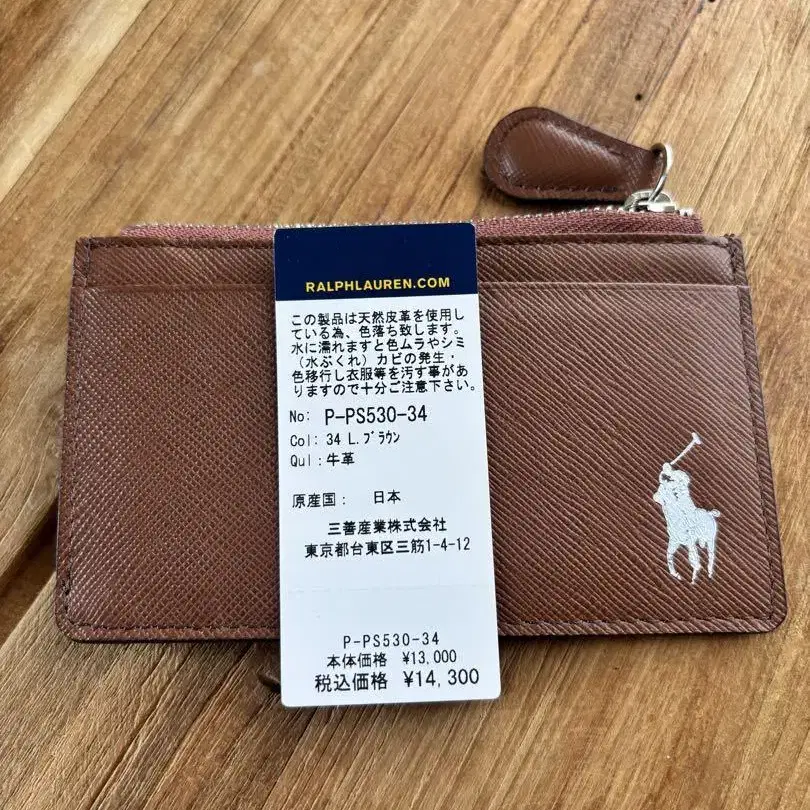 RALPHLAUREN.COM
この製品は天然皮革を使用し
ている為、色落ち致します。
水に濡れますと色ムラやシミ
(水ぶくれ)カビの発生・
色移行し衣服等を汚す事があ
りますので十分ご注意下さい。
No: P-PS530-34
Col: 34 L.ブラウン
Qul:牛革
原産国: 日本
三善産業株式会社
東京都台東区三筋1-4-12
P-PS530-34
本体価格 ¥13,000
税込価格 ¥14,300